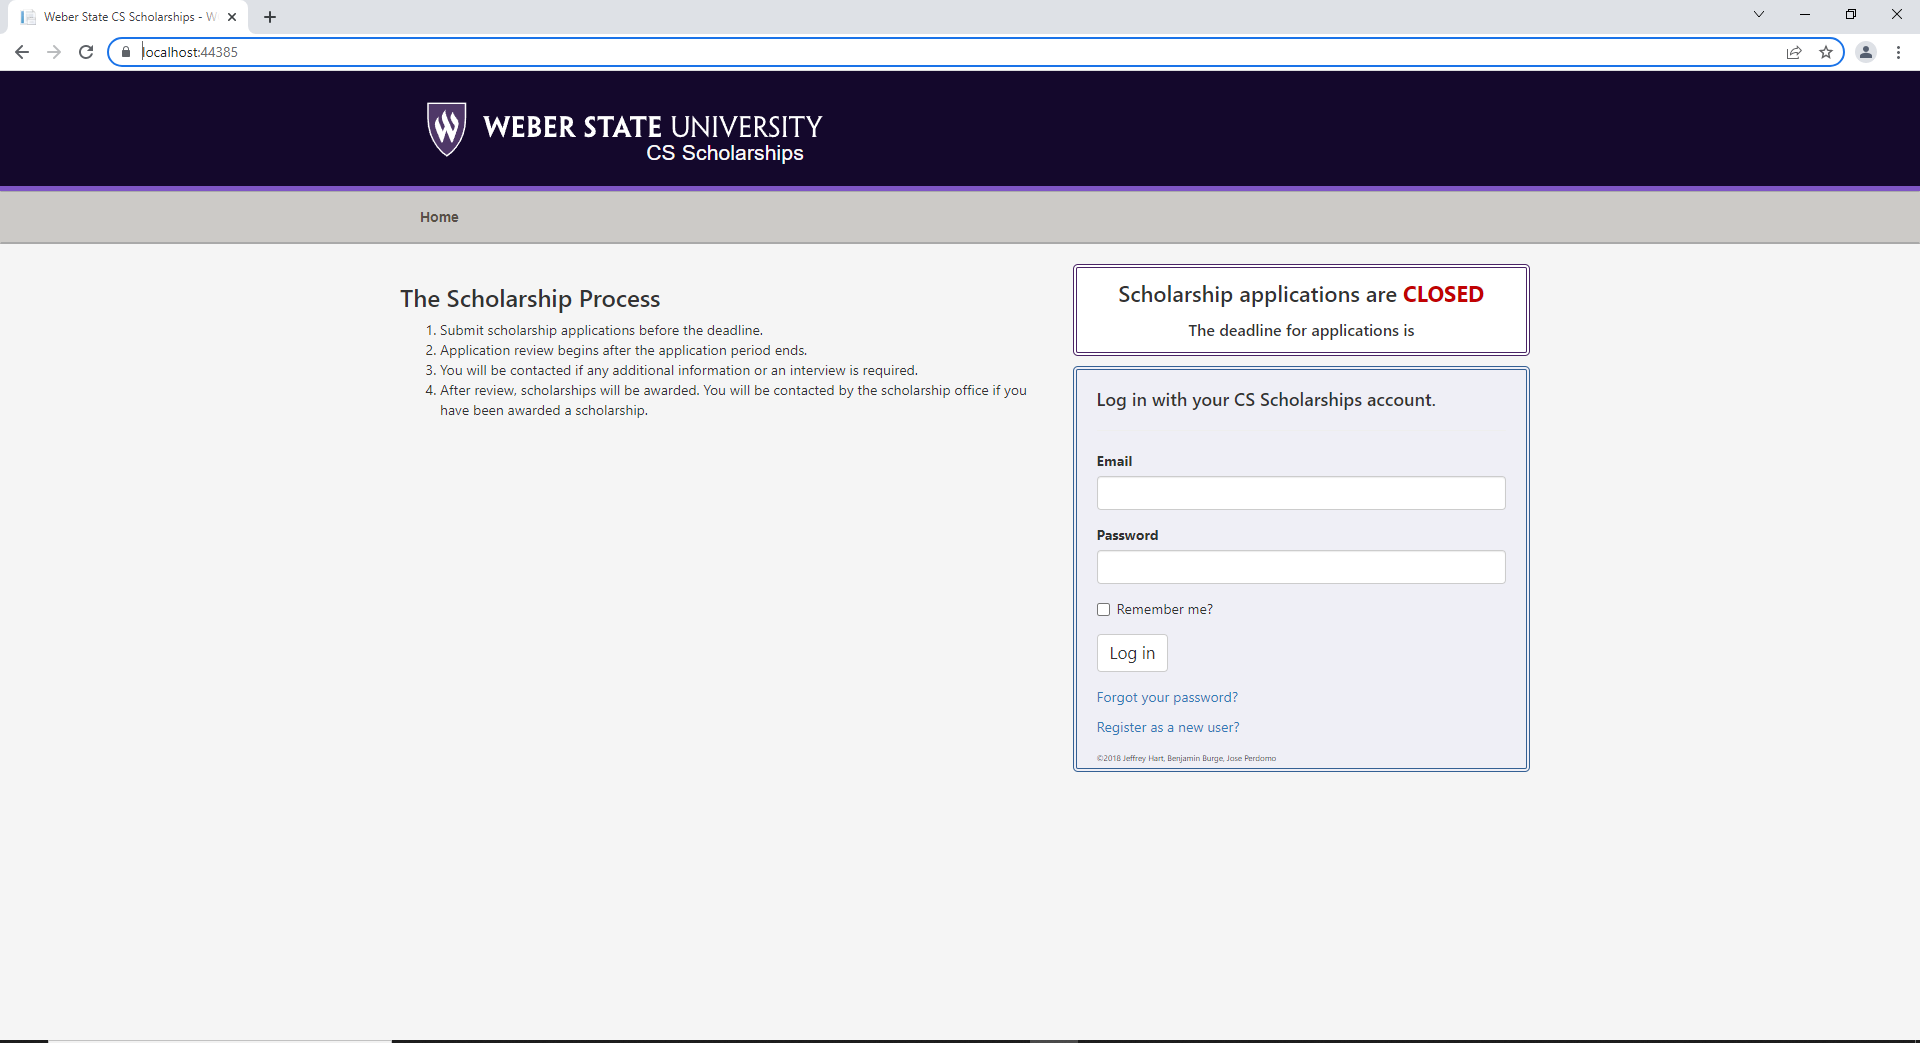 Weber State CS Scholarships - W
localhost:44385
WEBER STATE UNIVERSITY
CS Scholarships
Home
The Scholarship Process
1. Submit scholarship applications before the deadline.
2. Application review begins after the application period ends.
3. You will be contacted if any additional information or an interview is required.
4. After review, scholarships will be awarded. You will be contacted by the scholarship office if you
have been awarded a scholarship.
Scholarship applications are CLOSED
The deadline for applications is
Log in with your CS Scholarships account.
Email
Password
Remember me?
Log in
Forgot your password?
Register as a new user?
©2018 Jeffrey Hart, Benjamin Burge, Jose Perdomo